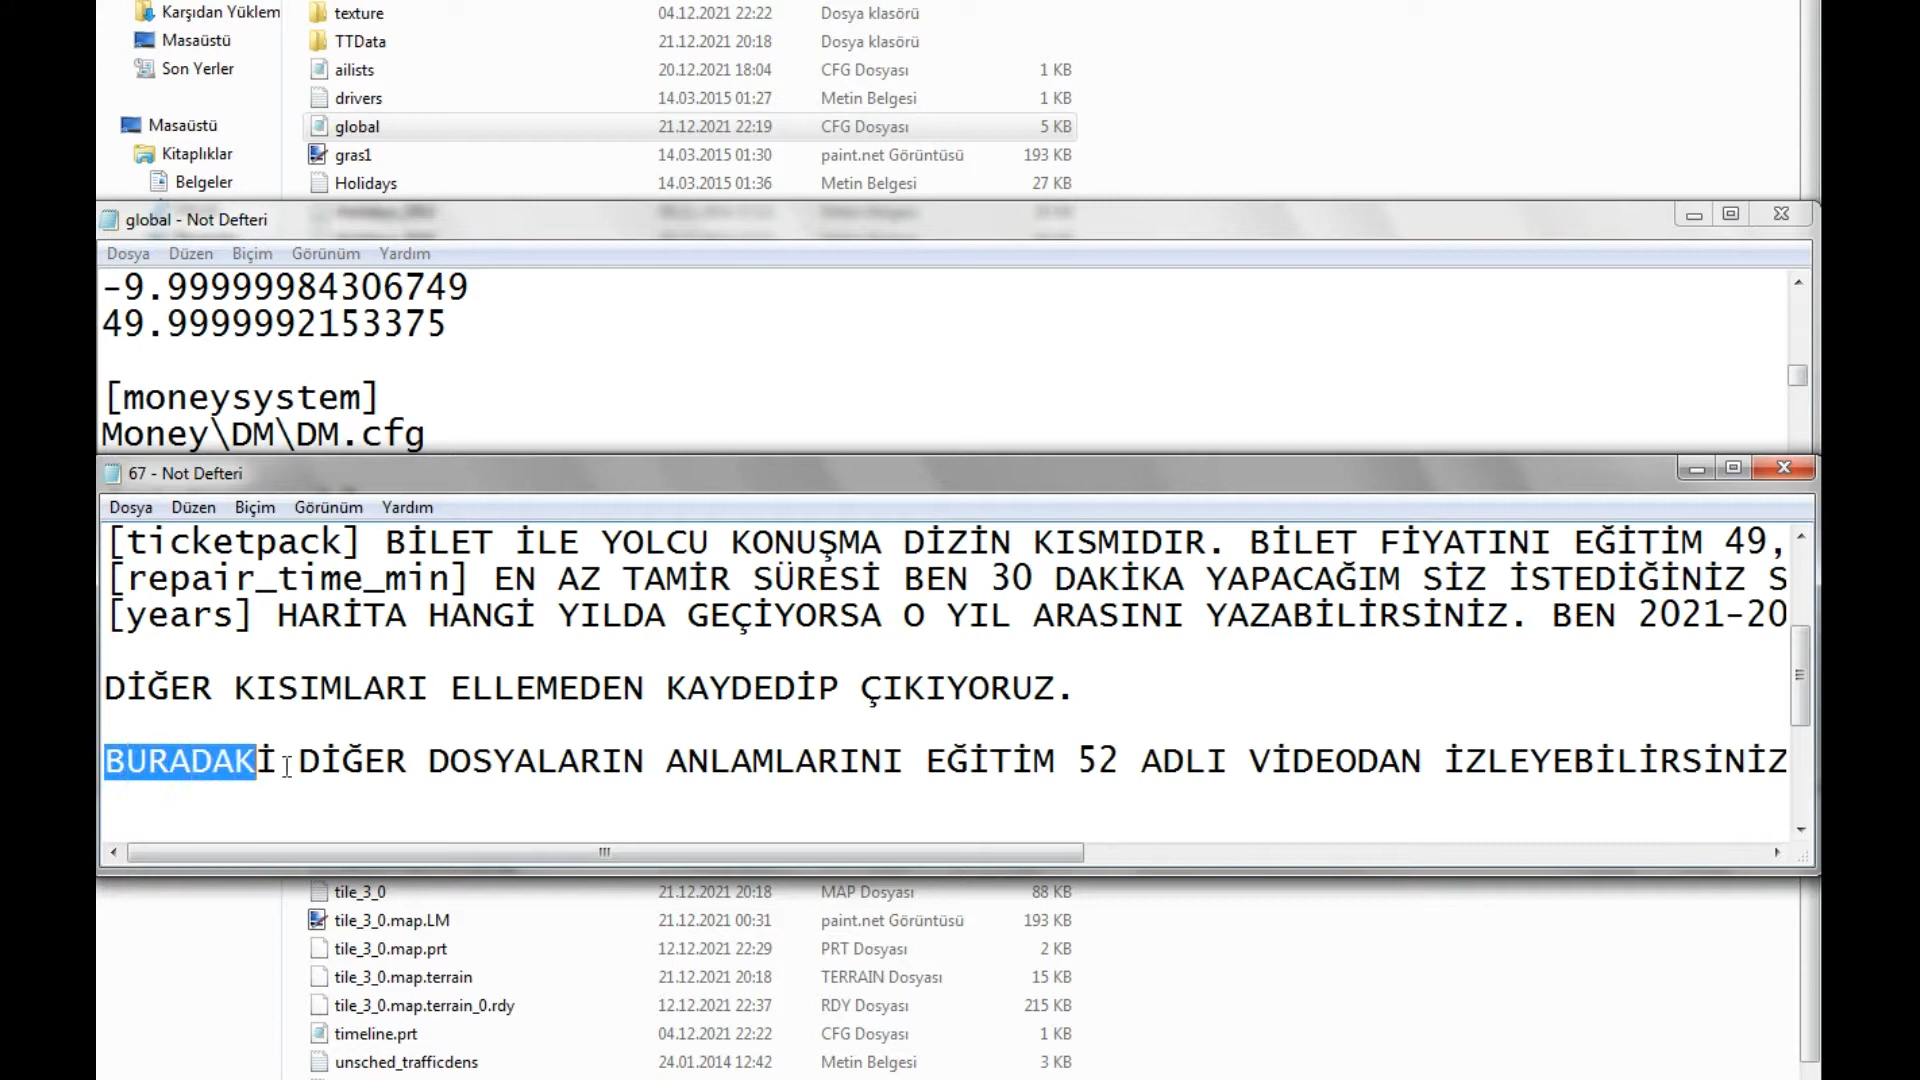 Karşıdan Yüklem
texture 04.12.2021 22:22 Dosya klasörü
Masaüstü
TTData 21.12.2021 20:18 Dosya klasörü
Son Yerler
ailists 20.12.2021 18:04 CFG Dosyası 1 KB
drivers 14.03.2015 01:27 Metin Belgesi 1 KB
Masaüstü
global 21.12.2021 22:19 CFG Dosyası 5 KB
Kitaplıklar
gras1 14.03.2015 01:30 paint.net Görüntüsü 193 KB
Belgeler
Holidays 14.03.2015 01:36 Metin Belgesi 27 KB
global - Not Defteri
Dosya Düzen Biçim Görünüm Yardım
-9.99999984306749
49.9999992153375
[moneysystem]
Money\DM\DM.cfg
67 - Not Defteri
Dosya Düzen Biçim Görünüm Yardım
[ticketpack] BİLET İLE YOLCU KONUŞMA DİZİN KISMIDIR. BİLET FİYATINI EĞİTİM 49,
[repair_time_min] EN AZ TAMİR SÜRESİ BEN 30 DAKİKA YAPACAĞIM SİZ İSTEDİĞİNİZ S
[years] HARİTA HANGİ YILDA GEÇİYORSA O YIL ARASINI YAZABİLİRSİNİZ. BEN 2021-20
DİĞER KISIMLARI ELLEMEDEN KAYDEDİP ÇIKIYORUZ.
BURADAKİ DİĞER DOSYALARIN ANLAMLARINI EĞİTİM 52 ADLI VİDEODAN İZLEYEBİLİRSİNİZ
tile_3_0 21.12.2021 20:18 MAP Dosyası 88 KB
tile_3_0.map.LM 21.12.2021 00:31 paint.net Görüntüsü 193 KB
tile_3_0.map.prt 12.12.2021 22:29 PRT Dosyası 2 KB
tile_3_0.map.terrain 21.12.2021 20:18 TERRAIN Dosyası 15 KB
tile_3_0.map.terrain_0.rdy 12.12.2021 22:37 RDY Dosyası 215 KB
timeline.prt 04.12.2021 22:22 CFG Dosyası 1 KB
unsched_trafficdens 24.01.2014 12:42 Metin Belgesi 3 KB